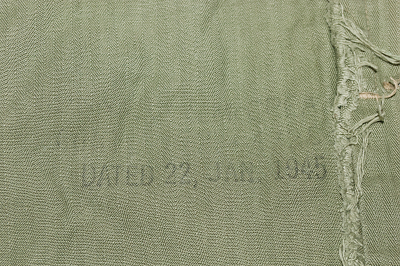 DATED 22, JAN. 1945